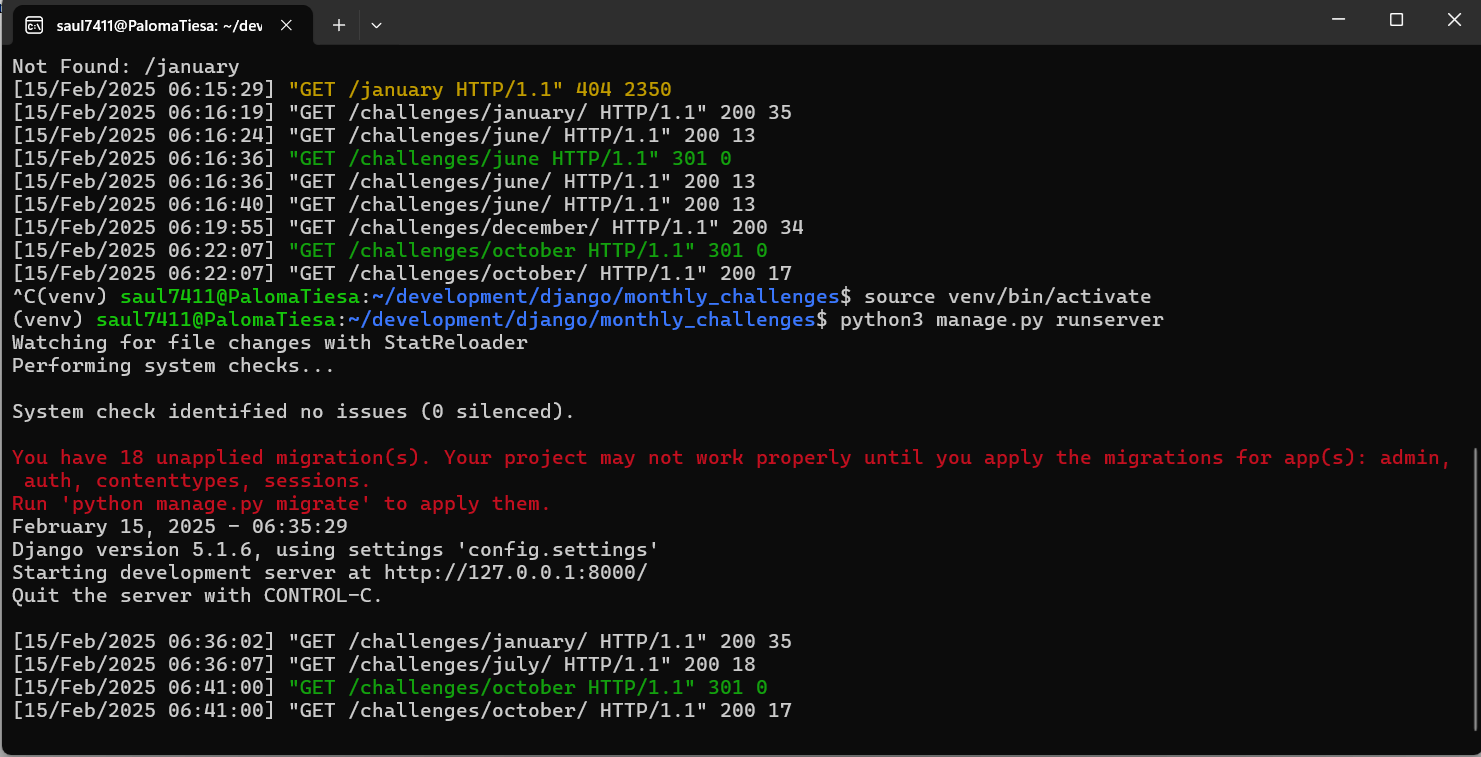 saul7411@PalomaTiesa: ~/dev
Not Found: /january
[15/Feb/2025 06:15:29] "GET /january HTTP/1.1" 404 2350
[15/Feb/2025 06:16:19] "GET /challenges/january/ HTTP/1.1" 200 35
[15/Feb/2025 06:16:24] "GET /challenges/june/ HTTP/1.1" 200 13
[15/Feb/2025 06:16:36] "GET /challenges/june HTTP/1.1" 301 0
[15/Feb/2025 06:16:36] "GET /challenges/june/ HTTP/1.1" 200 13
[15/Feb/2025 06:16:40] "GET /challenges/june/ HTTP/1.1" 200 13
[15/Feb/2025 06:19:55] "GET /challenges/december/ HTTP/1.1" 200 34
[15/Feb/2025 06:22:07] "GET /challenges/october HTTP/1.1" 301 0
[15/Feb/2025 06:22:07] "GET /challenges/october/ HTTP/1.1" 200 17
^C(venv) saul7411@PalomaTiesa:~/development/django/monthly_challenges$ source venv/bin/activate
(venv) saul7411@PalomaTiesa:~/development/django/monthly_challenges$ python3 manage.py runserver
Watching for file changes with StatReloader
Performing system checks...
System check identified no issues (0 silenced).
You have 18 unapplied migration(s). Your project may not work properly until you apply the migrations for app(s): admin,
auth, contenttypes, sessions.
Run 'python manage.py migrate' to apply them.
February 15, 2025 - 06:35:29
Django version 5.1.6, using settings 'config.settings'
Starting development server at http://127.0.0.1:8000/
Quit the server with CONTROL-C.
[15/Feb/2025 06:36:02] "GET /challenges/january/ HTTP/1.1" 200 35
[15/Feb/2025 06:36:07] "GET /challenges/july/ HTTP/1.1" 200 18
[15/Feb/2025 06:41:00] "GET /challenges/october HTTP/1.1" 301 0
[15/Feb/2025 06:41:00] "GET /challenges/october/ HTTP/1.1" 200 17